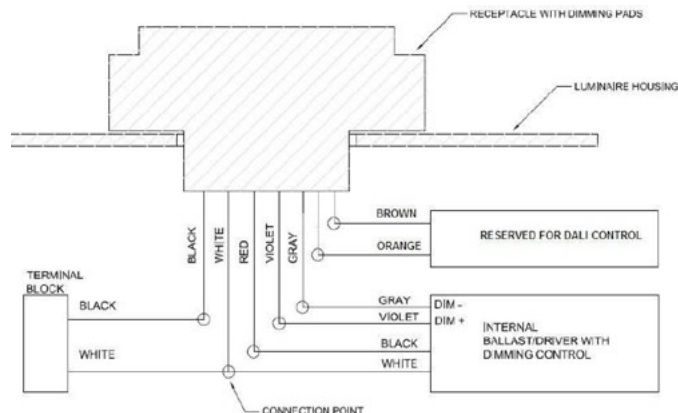 RECEPTACLE WITH DIMMING PADS
LUMINAIRE HOUSING
BLACK
WHITE
RED
VIOLET
GRAY
BROWN
ORANGE
RESERVED FOR DALI CONTROL
TERMINAL
BLOCK
BLACK
WHITE
GRAY
VIOLET
BLACK
WHITE
DIM -
DIM +
INTERNAL
BALLAST/DRIVER WITH
DIMMING CONTROL
CONNECTION POINT